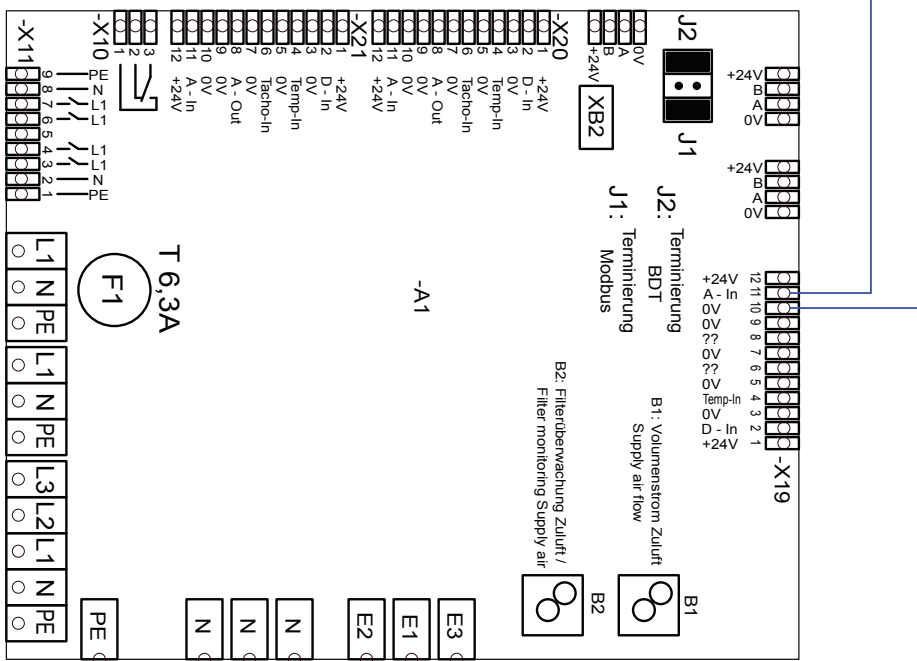 -X11
9 PE
8 N
7 L1
6 L1
5
4 L1
3 L1
2 N
1 PE
-X10
1
2
3
-X21
12 +24V
11 A - In
10 0V
9 0V
8 A - Out
7 0V
6 Tacho-In
5 0V
4 Temp-In
3 0V
2 D - In
1 +24V
-X20
12 +24V
11 A - In
10 0V
9 0V
8 A - Out
7 0V
6 Tacho-In
5 0V
4 Temp-In
3 0V
2 D - In
1 +24V
+24V
B
A
0V
XB2
J2
J1
+24V
B
A
0V
+24V
B
A
0V
J2: Terminierung
BDT
J1: Terminierung
Modbus
-A1
T 6,3A
F1
+24V 12
A - In 11
0V 10
0V 9
?? 8
0V 7
?? 6
0V 5
Temp-In 4
0V 3
D - In 2
+24V 1
-X19
B1: Volumenstrom Zuluft
Supply air flow
B2: Filterüberwachung Zuluft /
Filter monitoring Supply air
B1
B2
L1
N
PE
L1
N
PE
L3
L2
L1
N
PE
PE
N
N
N
E2
E1
E3